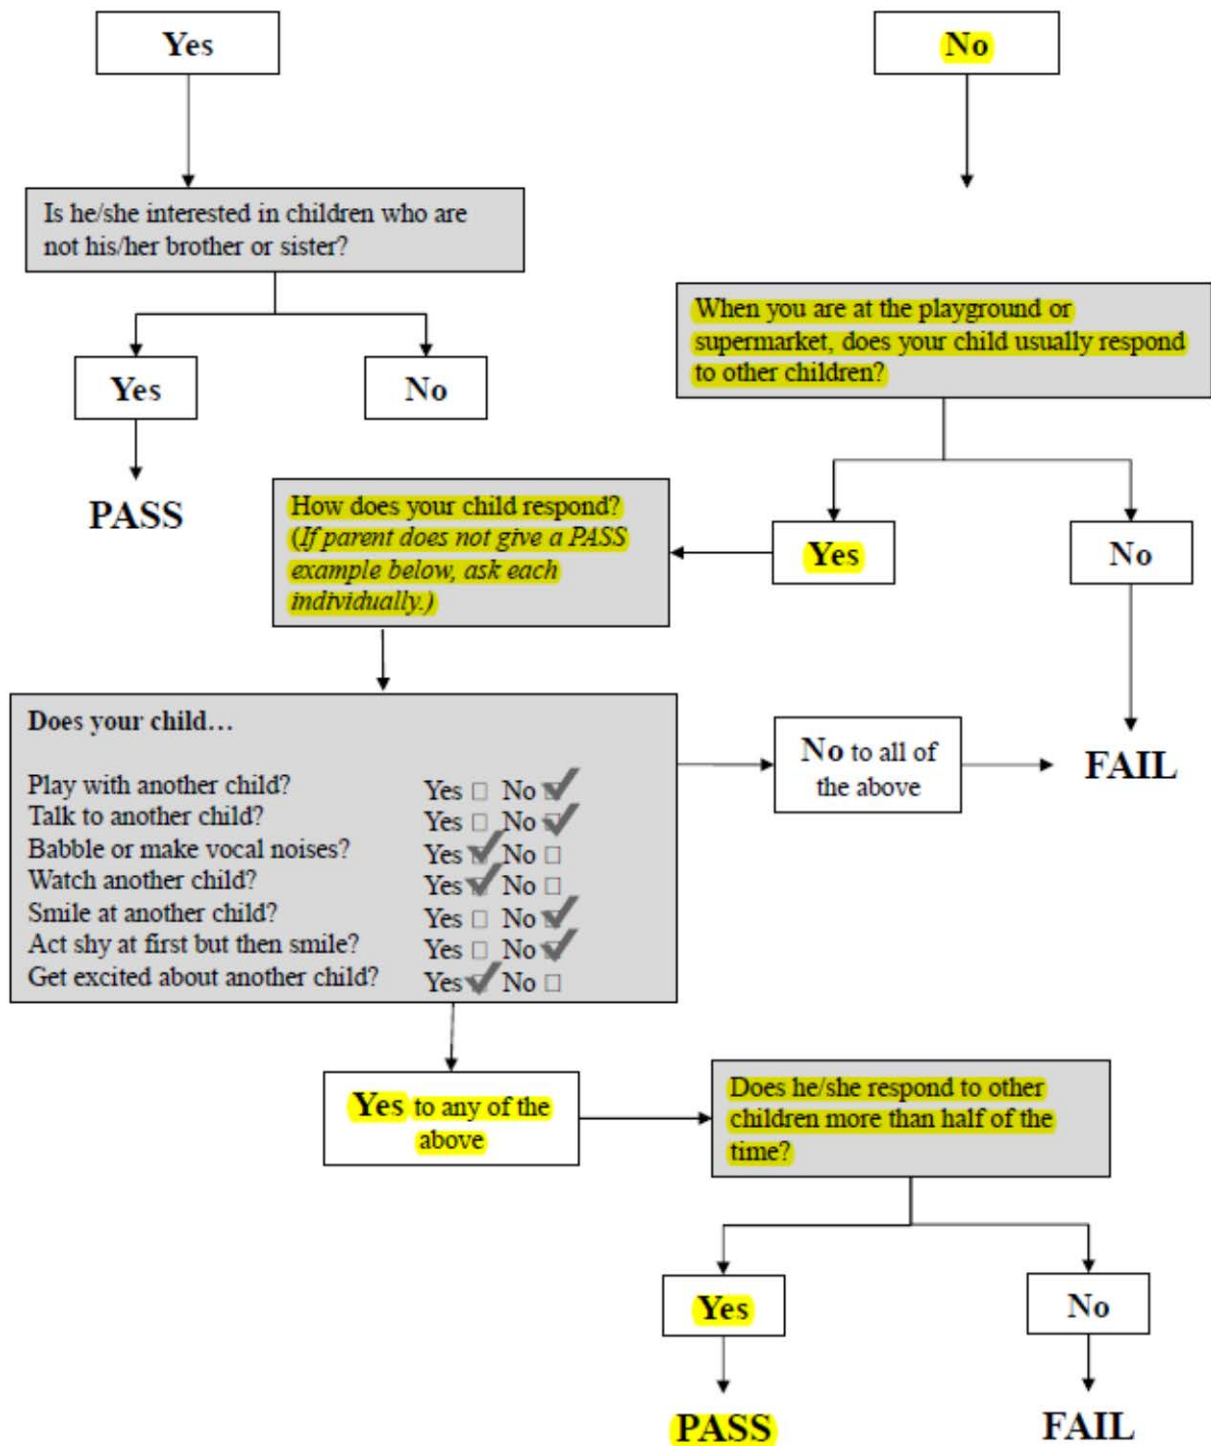 Yes
No
Is he/she interested in children who are
not his/her brother or sister?
When you are at the playground or
supermarket, does your child usually respond
to other children?
Yes
No
PASS
How does your child respond?
(If parent does not give a PASS
example below, ask each
individually.)
Yes
No
Does your child…
Play with another child? Yes □ No ☑
Talk to another child? Yes □ No ☑
Babble or make vocal noises? Yes ☑ No □
Watch another child? Yes ☑ No □
Smile at another child? Yes □ No ☑
Act shy at first but then smile? Yes □ No ☑
Get excited about another child? Yes ☑ No □
No to all of
the above
FAIL
Yes to any of the
above
Does he/she respond to other
children more than half of the
time?
Yes
No
PASS
FAIL